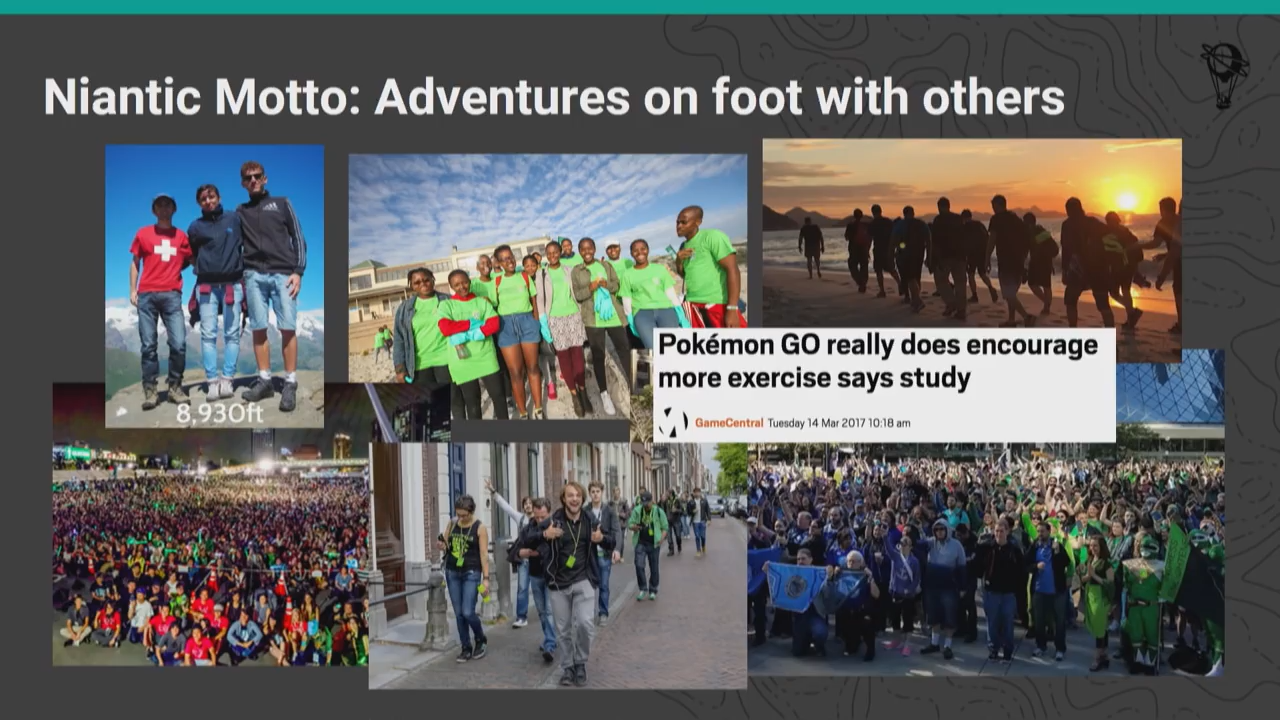 Niantic Motto: Adventures on foot with others
8,930ft
Pokémon GO really does encourage
more exercise says study
GameCentral Tuesday 14 Mar 2017 10:18 am